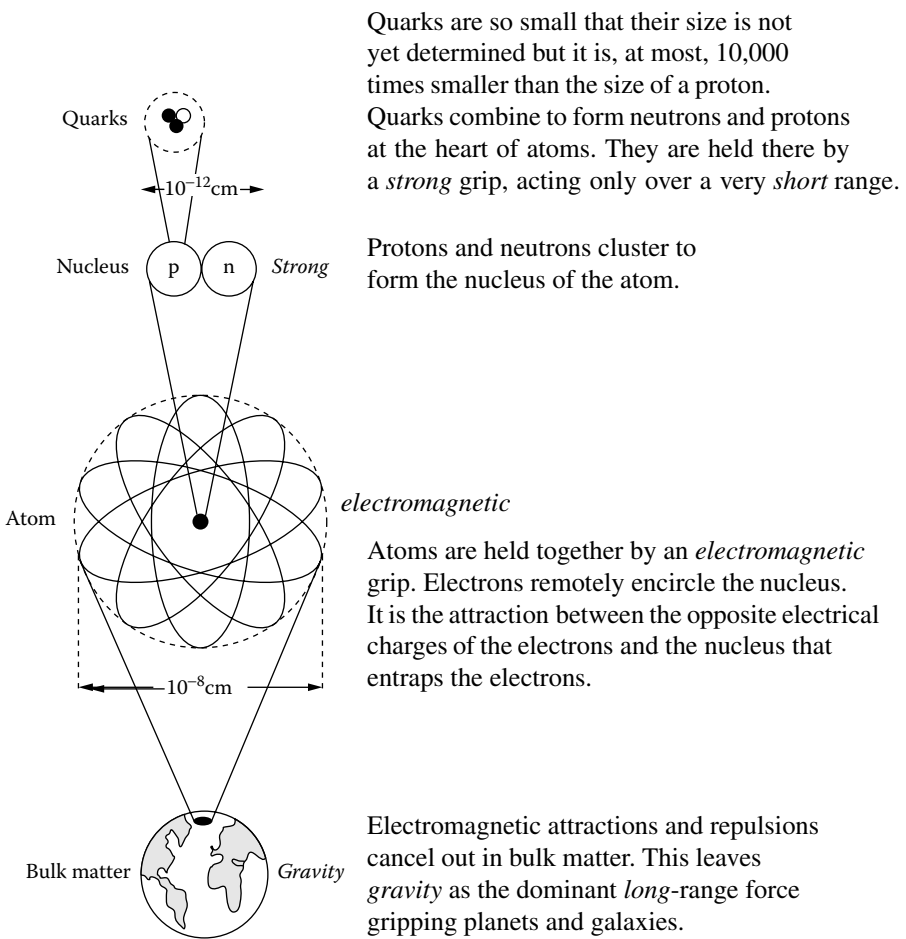 Quarks are so small that their size is not
yet determined but it is, at most, 10,000
times smaller than the size of a proton.
Quarks combine to form neutrons and protons
at the heart of atoms. They are held there by
a strong grip, acting only over a very short range.
Quarks
10⁻¹²cm
Protons and neutrons cluster to
form the nucleus of the atom.
Nucleus p n Strong
electromagnetic
Atom
Atoms are held together by an electromagnetic
grip. Electrons remotely encircle the nucleus.
It is the attraction between the opposite electrical
charges of the electrons and the nucleus that
entraps the electrons.
10⁻⁸cm
Electromagnetic attractions and repulsions
cancel out in bulk matter. This leaves
gravity as the dominant long-range force
gripping planets and galaxies.
Bulk matter Gravity